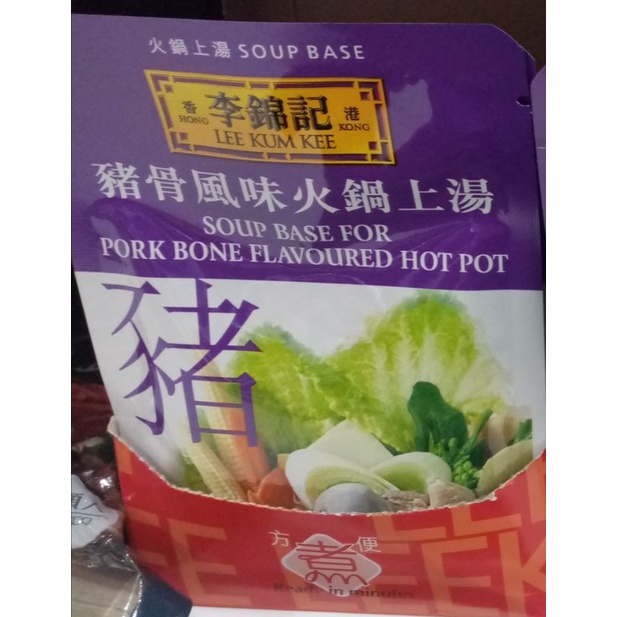 火鍋上湯 SOUP BASE
香 李錦記 港
HONG KONG
LEE KUM KEE
豬骨風味火鍋上湯
SOUP BASE FOR
PORK BONE FLAVOURED HOT POT
豬
方 便
煮
Ready in minutes